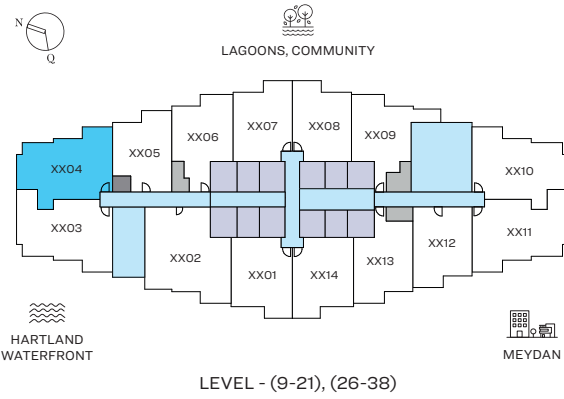 N
Q
LAGOONS, COMMUNITY
XX07
XX08
XX06
XX09
XX05
XX04
XX10
XX03
XX12
XX11
XX02
XX13
XX01
XX14
HARTLAND
WATERFRONT
MEYDAN
LEVEL - (9-21), (26-38)